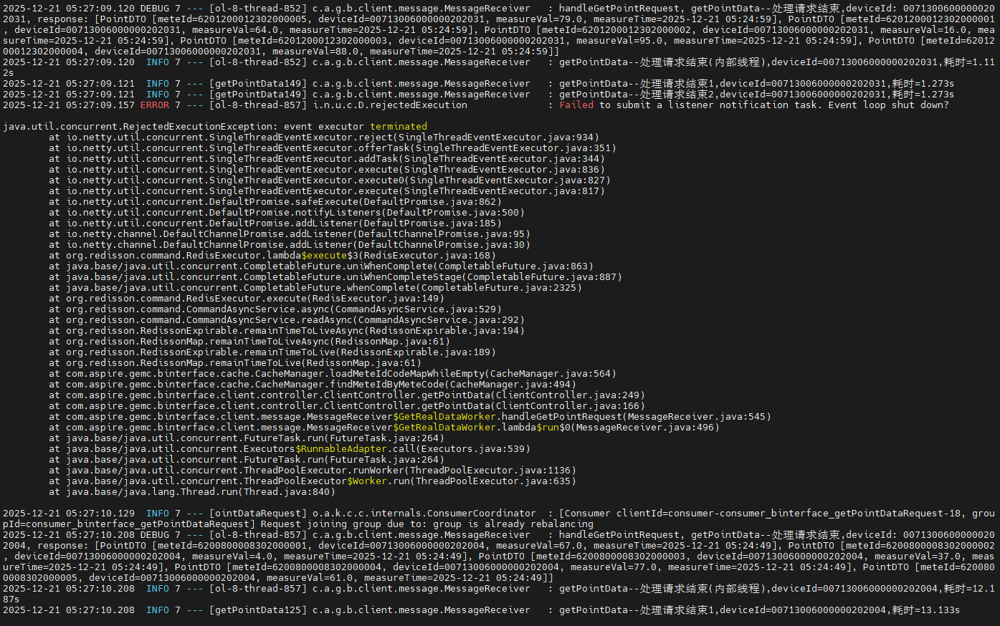 2025-12-21 05:27:09.120 DEBUG 7 --- [ol-8-thread-852] c.a.g.b.client.message.MessageReceiver   : handleGetPointRequest, getPointData--处理请求结束,deviceId: 0071300600000020
2031, response: [PointDTO [meteId=6201200012302000005, deviceId=00713006000000202031, measureVal=79.0, measureTime=2025-12-21 05:24:59], PointDTO [meteId=6201200012302000001
, deviceId=00713006000000202031, measureVal=64.0, measureTime=2025-12-21 05:24:59], PointDTO [meteId=6201200012302000002, deviceId=00713006000000202031, measureVal=16.0, mea
sureTime=2025-12-21 05:24:59], PointDTO [meteId=6201200012302000003, deviceId=00713006000000202031, measureVal=95.0, measureTime=2025-12-21 05:24:59], PointDTO [meteId=62012
00012302000004, deviceId=00713006000000202031, measureVal=88.0, measureTime=2025-12-21 05:24:59]]
2025-12-21 05:27:09.120  INFO 7 --- [ol-8-thread-852] c.a.g.b.client.message.MessageReceiver   : getPointData--处理请求结束(内部线程),deviceId=00713006000000202031,耗时=1.11
2s
2025-12-21 05:27:09.121  INFO 7 --- [getPointData149] c.a.g.b.client.message.MessageReceiver   : getPointData--处理请求结束1,deviceId=00713006000000202031,耗时=1.273s
2025-12-21 05:27:09.121  INFO 7 --- [getPointData149] c.a.g.b.client.message.MessageReceiver   : getPointData--处理请求结束2,deviceId=00713006000000202031,耗时=1.273s
2025-12-21 05:27:09.157 ERROR 7 --- [ol-8-thread-857] i.n.u.c.D.rejectedExecution              : Failed to submit a listener notification task. Event loop shut down?
java.util.concurrent.RejectedExecutionException: event executor terminated
at io.netty.util.concurrent.SingleThreadEventExecutor.reject(SingleThreadEventExecutor.java:934)
at io.netty.util.concurrent.SingleThreadEventExecutor.offerTask(SingleThreadEventExecutor.java:351)
at io.netty.util.concurrent.SingleThreadEventExecutor.addTask(SingleThreadEventExecutor.java:344)
at io.netty.util.concurrent.SingleThreadEventExecutor.execute(SingleThreadEventExecutor.java:836)
at io.netty.util.concurrent.SingleThreadEventExecutor.execute0(SingleThreadEventExecutor.java:827)
at io.netty.util.concurrent.SingleThreadEventExecutor.execute(SingleThreadEventExecutor.java:817)
at io.netty.util.concurrent.DefaultPromise.safeExecute(DefaultPromise.java:862)
at io.netty.util.concurrent.DefaultPromise.notifyListeners(DefaultPromise.java:500)
at io.netty.util.concurrent.DefaultPromise.addListener(DefaultPromise.java:185)
at io.netty.channel.DefaultChannelPromise.addListener(DefaultChannelPromise.java:95)
at io.netty.channel.DefaultChannelPromise.addListener(DefaultChannelPromise.java:30)
at org.redisson.command.RedisExecutor.lambda$execute$3(RedisExecutor.java:168)
at java.base/java.util.concurrent.CompletableFuture.uniWhenComplete(CompletableFuture.java:863)
at java.base/java.util.concurrent.CompletableFuture.uniWhenCompleteStage(CompletableFuture.java:887)
at java.base/java.util.concurrent.CompletableFuture.whenComplete(CompletableFuture.java:2325)
at org.redisson.command.RedisExecutor.execute(RedisExecutor.java:149)
at org.redisson.command.CommandAsyncService.async(CommandAsyncService.java:529)
at org.redisson.command.CommandAsyncService.readAsync(CommandAsyncService.java:292)
at org.redisson.RedissonExpirable.remainTimeToLiveAsync(RedissonExpirable.java:194)
at org.redisson.RedissonMap.remainTimeToLiveAsync(RedissonMap.java:61)
at org.redisson.RedissonExpirable.remainTimeToLive(RedissonExpirable.java:189)
at org.redisson.RedissonMap.remainTimeToLive(RedissonMap.java:61)
at com.aspire.gemc.binterface.cache.CacheManager.loadMeteIdCodeMapWhileEmpty(CacheManager.java:564)
at com.aspire.gemc.binterface.cache.CacheManager.findMeteIdByMeteCode(CacheManager.java:494)
at com.aspire.gemc.binterface.client.controller.ClientController.getPointData(ClientController.java:249)
at com.aspire.gemc.binterface.client.controller.ClientController.getPointData(ClientController.java:166)
at com.aspire.gemc.binterface.client.message.MessageReceiver$GetRealDataWorker.handleGetPointRequest(MessageReceiver.java:545)
at com.aspire.gemc.binterface.client.message.MessageReceiver$GetRealDataWorker.lambda$run$0(MessageReceiver.java:496)
at java.base/java.util.concurrent.FutureTask.run(FutureTask.java:264)
at java.base/java.util.concurrent.Executors$RunnableAdapter.call(Executors.java:539)
at java.base/java.util.concurrent.FutureTask.run(FutureTask.java:264)
at java.base/java.util.concurrent.ThreadPoolExecutor.runWorker(ThreadPoolExecutor.java:1136)
at java.base/java.util.concurrent.ThreadPoolExecutor$Worker.run(ThreadPoolExecutor.java:635)
at java.base/java.lang.Thread.run(Thread.java:840)
2025-12-21 05:27:10.129  INFO 7 --- [ointDataRequest] o.a.k.c.c.internals.ConsumerCoordinator  : [Consumer clientId=consumer-consumer_binterface_getPointDataRequest-18, grou
pId=consumer_binterface_getPointDataRequest] Request joining group due to: group is already rebalancing
2025-12-21 05:27:10.208 DEBUG 7 --- [ol-8-thread-857] c.a.g.b.client.message.MessageReceiver   : handleGetPointRequest, getPointData--处理请求结束,deviceId: 0071300600000020
2004, response: [PointDTO [meteId=6200800008302000001, deviceId=00713006000000202004, measureVal=67.0, measureTime=2025-12-21 05:24:49], PointDTO [meteId=6200800008302000002
, deviceId=00713006000000202004, measureVal=4.0, measureTime=2025-12-21 05:24:49], PointDTO [meteId=6200800008302000003, deviceId=00713006000000202004, measureVal=37.0, meas
ureTime=2025-12-21 05:24:49], PointDTO [meteId=6200800008302000004, deviceId=00713006000000202004, measureVal=77.0, measureTime=2025-12-21 05:24:49], PointDTO [meteId=620080
0008302000005, deviceId=00713006000000202004, measureVal=61.0, measureTime=2025-12-21 05:24:49]]
2025-12-21 05:27:10.208  INFO 7 --- [ol-8-thread-857] c.a.g.b.client.message.MessageReceiver   : getPointData--处理请求结束(内部线程),deviceId=00713006000000202004,耗时=12.1
87s
2025-12-21 05:27:10.208  INFO 7 --- [getPointData125] c.a.g.b.client.message.MessageReceiver   : getPointData--处理请求结束1,deviceId=00713006000000202004,耗时=13.133s